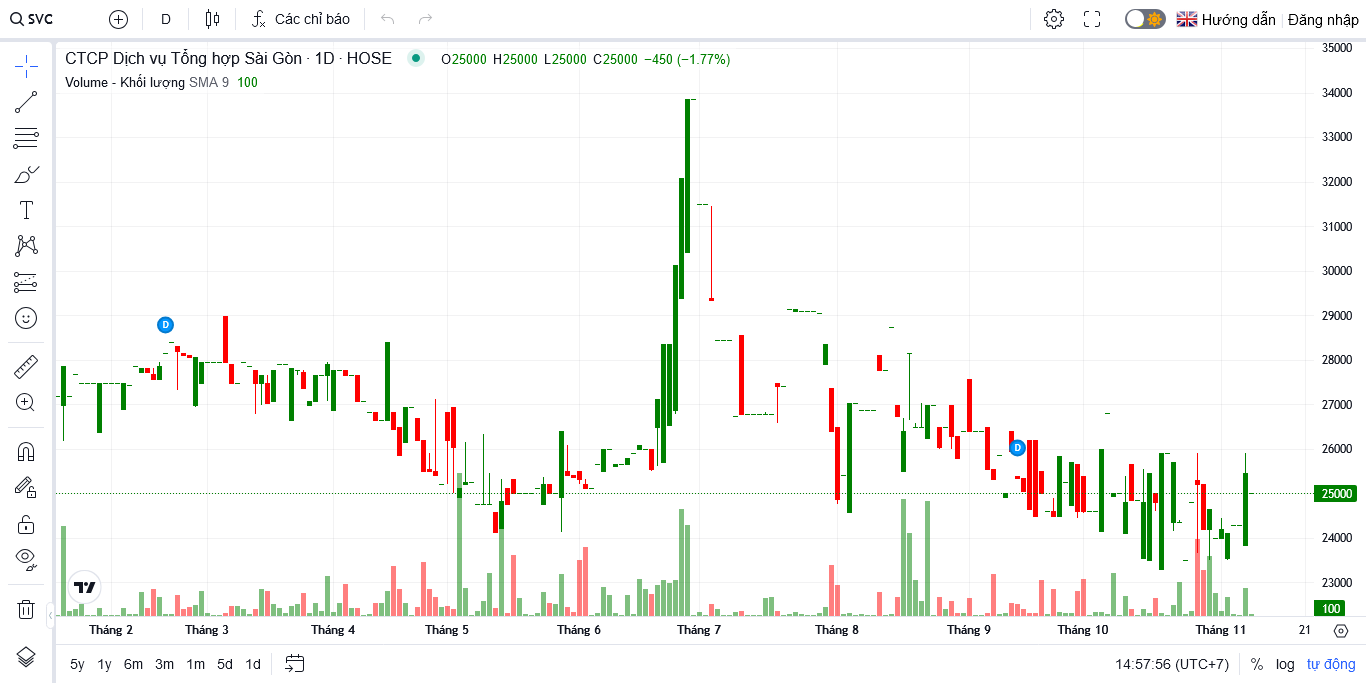 SVC D Các chỉ báo Hướng dẫn Đăng nhập
CTCP Dịch vụ Tổng hợp Sài Gòn · 1D · HOSE O25000 H25000 L25000 C25000 −450 (−1.77%)
Volume - Khối lượng SMA 9 100
35000
34000
33000
32000
31000
30000
29000
28000
27000
26000
25000
24000
23000
100
D
D
Tháng 2 Tháng 3 Tháng 4 Tháng 5 Tháng 6 Tháng 7 Tháng 8 Tháng 9 Tháng 10 Tháng 11 21
5y 1y 6m 3m 1m 5d 1d 14:57:56 (UTC+7) % log tự động